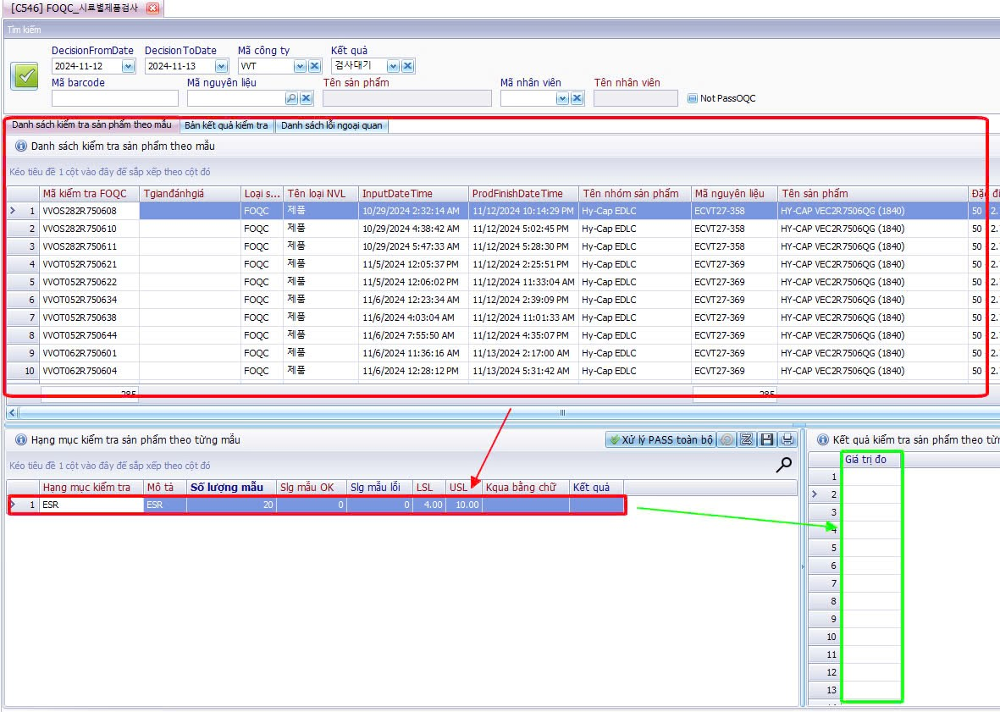 [C546] FOQC_시료별제품검사
Tìm kiếm
DecisionFromDate DecisionToDate Mã công ty Kết quả
2024-11-12 2024-11-13 VVT 검사대기
Mã barcode Mã nguyên liệu Tên sản phẩm Mã nhân viên Tên nhân viên
Not PassOQC
Danh sách kiểm tra sản phẩm theo mẫu Bản kết quả kiểm tra Danh sách lỗi ngoại quan
Danh sách kiểm tra sản phẩm theo mẫu
Kéo tiêu đề 1 cột vào đây để sắp xếp theo cột đó
Mã kiểm tra FOQC Tgianđánhgiá Loại s... Tên loại NVL InputDateTime ProdFinishDateTime Tên nhóm sản phẩm Mã nguyên liệu Tên sản phẩm Đặc đi
1 VVOS282R750608 FOQC 제품 10/29/2024 2:32:14 AM 11/12/2024 10:14:29 PM Hy-Cap EDLC ECVT27-358 HY-CAP VEC2R7506QG (1840) 50 2.
2 VVOS282R750610 FOQC 제품 10/29/2024 4:38:42 AM 11/12/2024 5:02:45 PM Hy-Cap EDLC ECVT27-358 HY-CAP VEC2R7506QG (1840) 50 2.
3 VVOS282R750611 FOQC 제품 10/29/2024 5:47:33 AM 11/12/2024 5:28:30 PM Hy-Cap EDLC ECVT27-358 HY-CAP VEC2R7506QG (1840) 50 2.
4 VVOT052R750621 FOQC 제품 11/5/2024 12:05:37 PM 11/12/2024 2:25:51 PM Hy-Cap EDLC ECVT27-369 HY-CAP VEC2R7506QG (1840) 50 2.
5 VVOT052R750622 FOQC 제품 11/5/2024 12:06:02 PM 11/12/2024 11:33:04 AM Hy-Cap EDLC ECVT27-369 HY-CAP VEC2R7506QG (1840) 50 2.
6 VVOT052R750634 FOQC 제품 11/6/2024 12:23:34 AM 11/12/2024 2:39:09 PM Hy-Cap EDLC ECVT27-369 HY-CAP VEC2R7506QG (1840) 50 2.
7 VVOT052R750638 FOQC 제품 11/6/2024 4:03:04 AM 11/12/2024 11:01:33 AM Hy-Cap EDLC ECVT27-369 HY-CAP VEC2R7506QG (1840) 50 2.
8 VVOT052R750644 FOQC 제품 11/6/2024 7:55:50 AM 11/12/2024 4:35:07 PM Hy-Cap EDLC ECVT27-369 HY-CAP VEC2R7506QG (1840) 50 2.
9 VVOT062R750601 FOQC 제품 11/6/2024 11:36:16 AM 11/13/2024 2:17:00 AM Hy-Cap EDLC ECVT27-369 HY-CAP VEC2R7506QG (1840) 50 2.
10 VVOT062R750604 FOQC 제품 11/6/2024 12:28:12 PM 11/13/2024 5:31:42 AM Hy-Cap EDLC ECVT27-369 HY-CAP VEC2R7506QG (1840) 50 2.
285 285
Hạng mục kiểm tra sản phẩm theo từng mẫu Xử lý PASS toàn bộ
Kéo tiêu đề 1 cột vào đây để sắp xếp theo cột đó
Hạng mục kiểm tra Mô tả Số lượng mẫu Slg mẫu OK Slg mẫu lỗi LSL USL Kqua bằng chữ Kết quả
1 ESR ESR 20 0 0 4.00 10.00
Kết quả kiểm tra sản phẩm theo từn
Giá trị đo
1
2
3
4
5
6
7
8
9
10
11
12
13